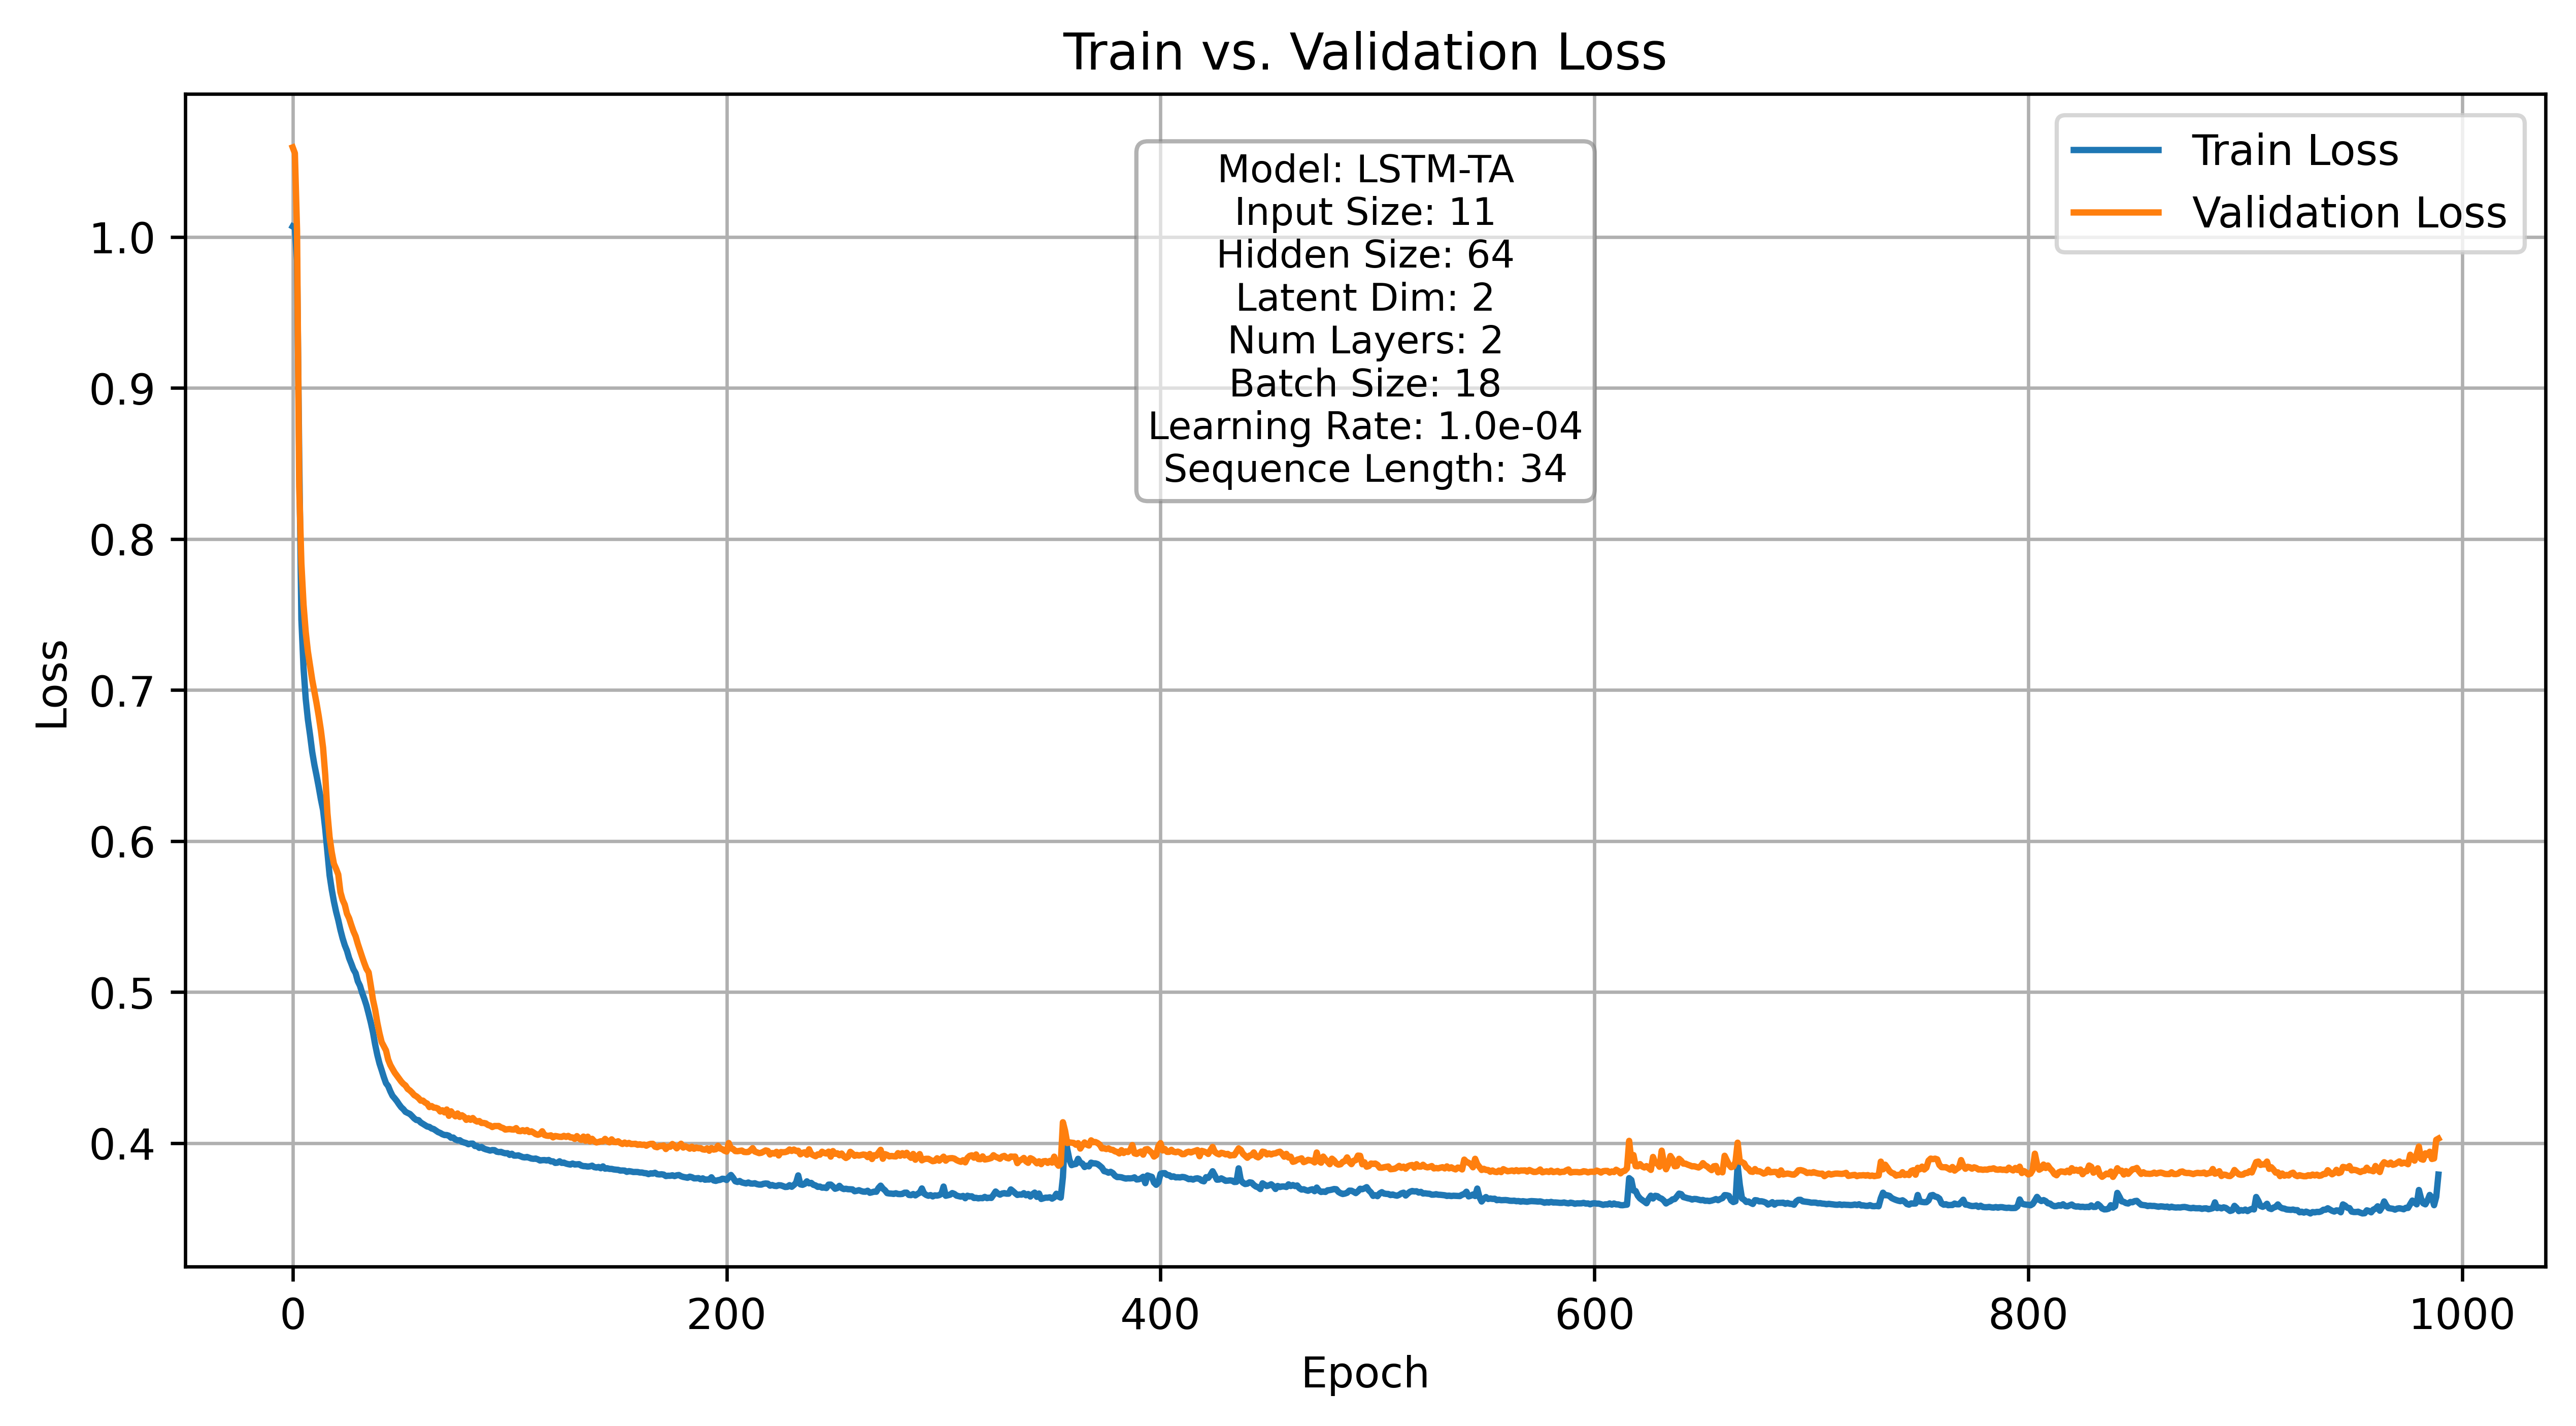 Train vs. Validation Loss
Train Loss
Validation Loss
Model: LSTM-TA
Input Size: 11
Hidden Size: 64
Latent Dim: 2
Num Layers: 2
Batch Size: 18
Learning Rate: 1.0e-04
Sequence Length: 34
Loss
1.0
0.9
0.8
0.7
0.6
0.5
0.4
0 200 400 600 800 1000
Epoch